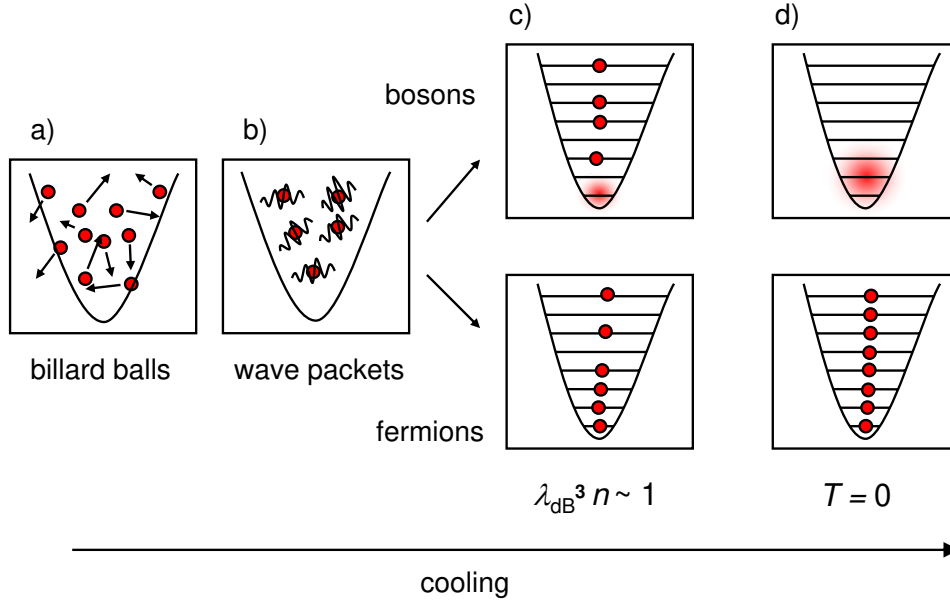 c)
d)
bosons
a)
b)
billard balls
wave packets
fermions
λdB³ n ~ 1
T = 0
cooling